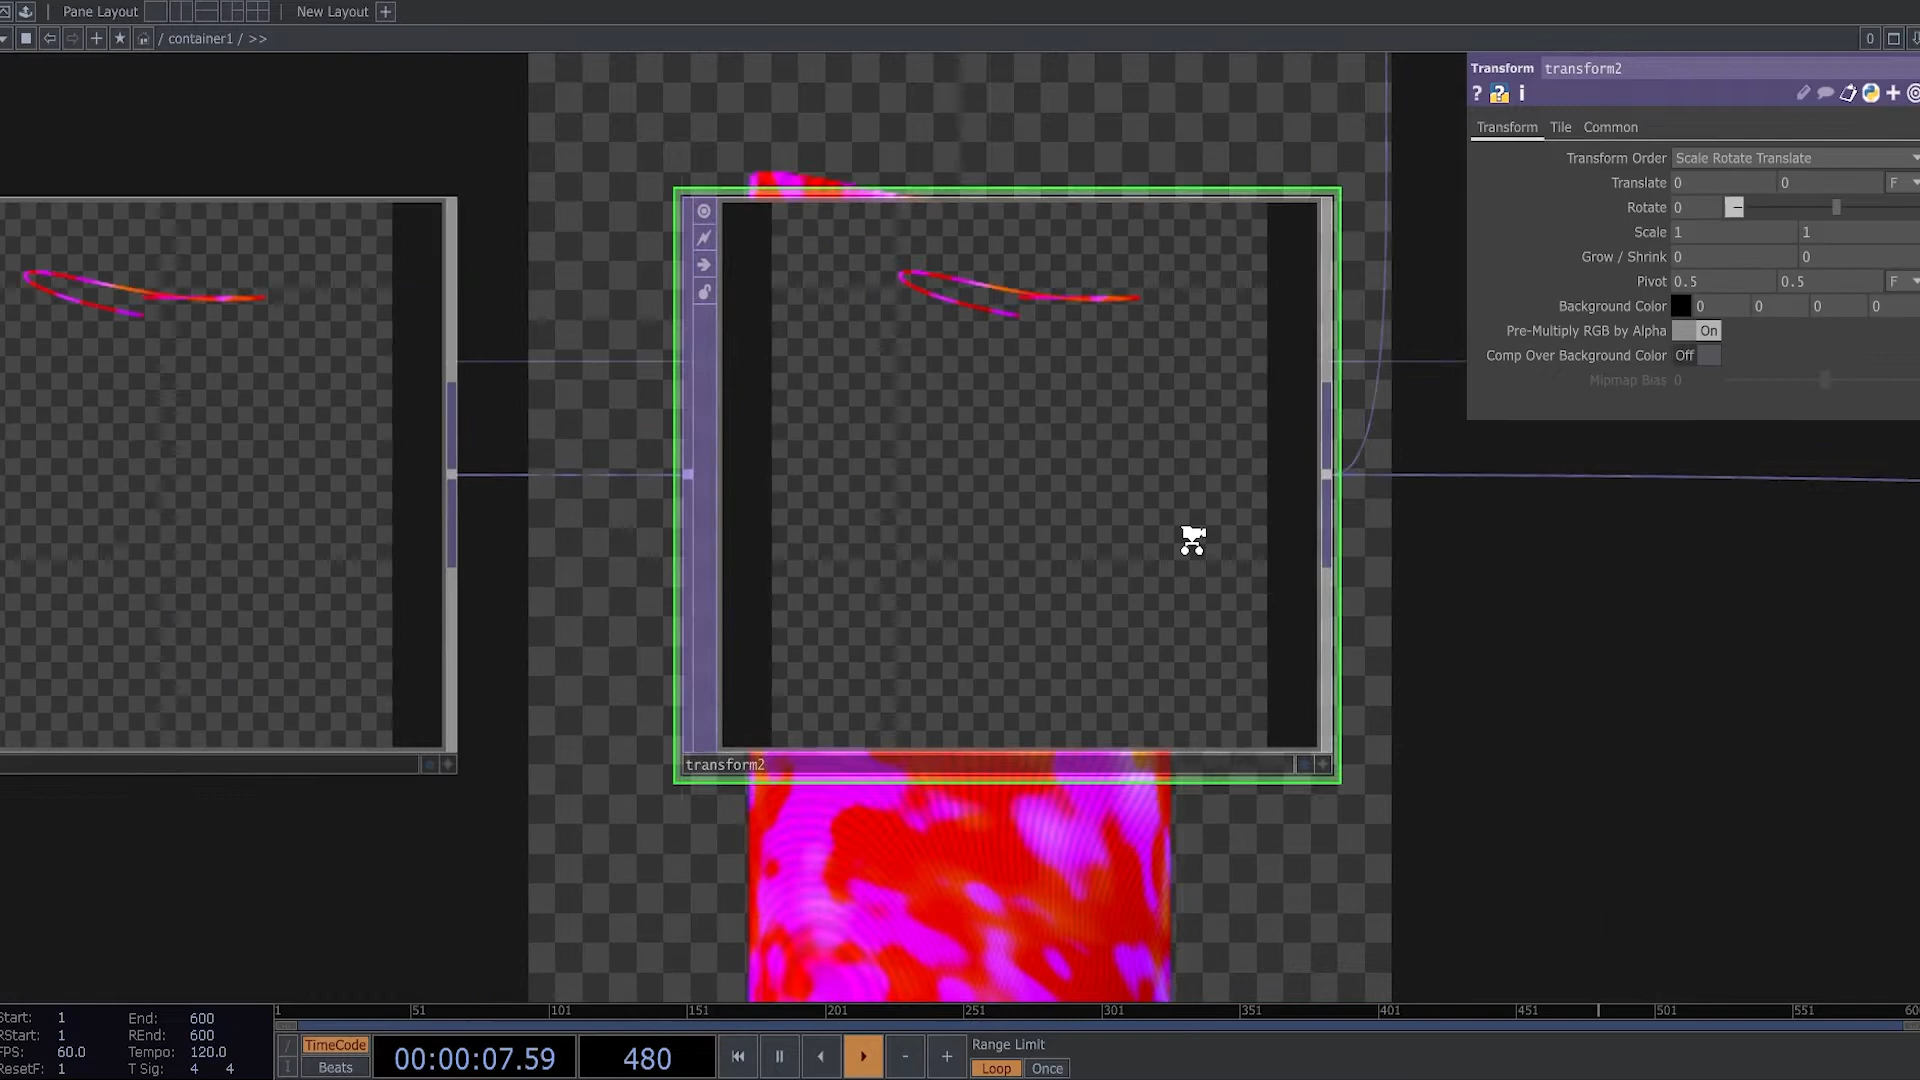 Pane Layout New Layout +
/ container1 / >> 0
Transform transform2
? ? i
Transform Tile Common
Transform Order Scale Rotate Translate
Translate 0 0 F
Rotate 0
Scale 1 1
Grow / Shrink 0 0
Pivot 0.5 0.5 F
Background Color 0 0 0 0
Pre-Multiply RGB by Alpha On
Comp Over Background Color Off
Mipmap Bias 0
transform2
1 51 101 151 201 251 301 351 401 451 501 551 600
Start: 1 End: 600
RStart: 1 REnd: 600
FPS: 60.0 Tempo: 120.0
ResetF: 1 T Sig: 4 4
TimeCode
Beats
00:00:07.59
480
- +
Range Limit
Loop Once